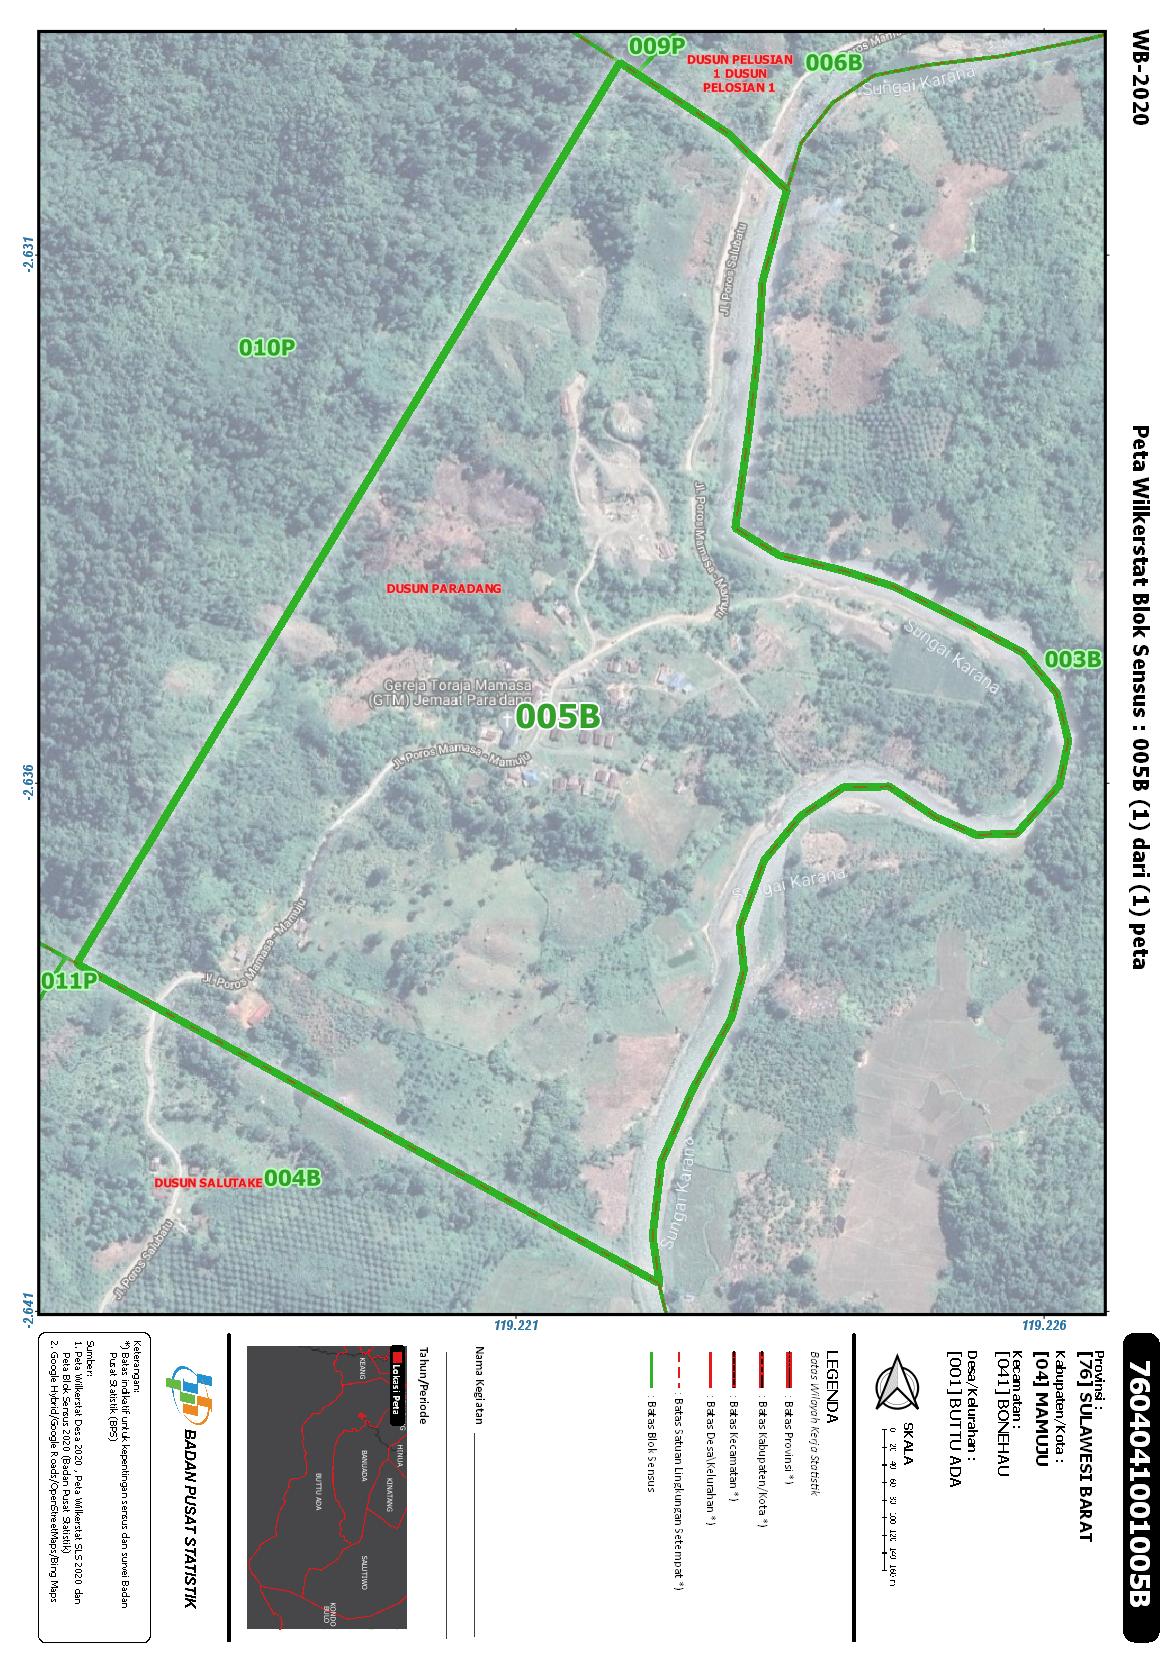 WB-2020
Peta Wilkerstat Blok Sensus : 005B (1) dari (1) peta
7604041001005B
009P
DUSUN PELUSIAN
1 DUSUN
PELOSIAN 1
006B
Sungai Karana
Jl. Poros Salubatu
010P
Jl. Poros Mamasa - Mamuju
DUSUN PARADANG
Sungai Karana
003B
Gereja Toraja Mamasa
(GTM) Jemaat Paradang
005B
Jl. Poros Mamasa - Mamuju
Sungai Karana
Jl. Poros Mamasa - Mamuju
011P
DUSUN SALUTAKE
004B
Sungai Karana
Jl. Poros Salubatu
-2.631
-2.636
-2.641
119.221
119.226
Provinsi :
[76] SULAWESI BARAT
Kabupaten/Kota :
[04] MAMUJU
Kecamatan :
[041] BONEHAU
Desa/Kelurahan :
[001] BUTTU ADA
SKALA
0 20 40 60 80 100 120 140 160 m
LEGENDA
Batas Wilayah Kerja Statistik
: Batas Provinsi *)
: Batas Kabupaten/Kota *)
: Batas Kecamatan *)
: Batas Desa\Kelurahan *)
: Batas Satuan Lingkungan Setempat *)
: Batas Blok Sensus
Nama Kegiatan
Tahun/Periode
Lokasi Peta
KEANG
HINUA
KINATANG
BANUADA
BUTTU ADA
SALUTIWO
KONDO
BULO
BADAN PUSAT STATISTIK
Keterangan:
*) Batas indikatif untuk kepentingan sensus dan survei Badan
Pusat Statistik (BPS)
Sumber:
1. Peta Wilkerstat Desa 2020 , Peta Wilkerstat SLS 2020 dan
Peta Blok Sensus 2020 (Badan Pusat Statistik)
2. Google Hybrid/Google Roads/OpenStreetMaps/Bing Maps